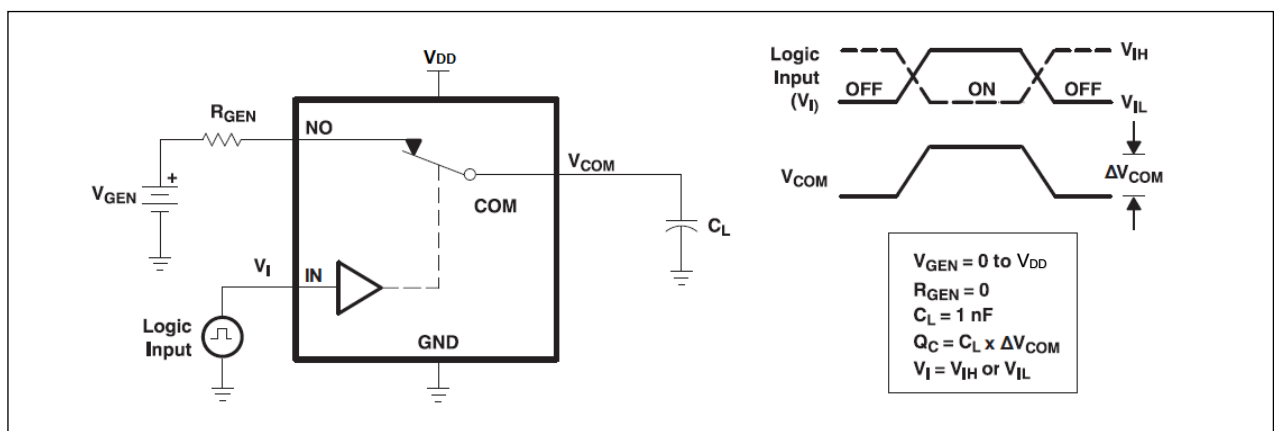 VDD
RGEN
NO
VCOM
VGEN
+
COM
CL
VI
IN
Logic
Input
GND
Logic
Input
(VI)
OFF
ON
OFF
VIH
VIL
VCOM
ΔVCOM
VGEN = 0 to VDD
RGEN = 0
CL = 1 nF
QC = CL x ΔVCOM
VI = VIH or VIL